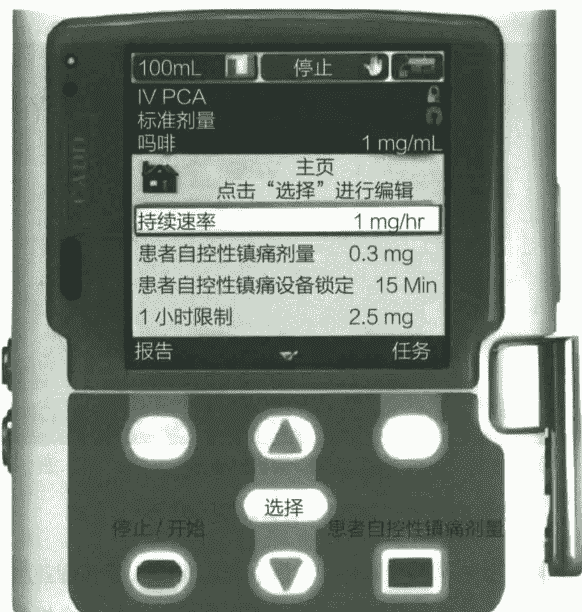 100mL 停止
IV PCA
标准剂量
吗啡 1 mg/mL
主页
点击“选择”进行编辑
持续速率 1 mg/hr
患者自控性镇痛剂量 0.3 mg
患者自控性镇痛设备锁定 15 Min
1 小时限制 2.5 mg
报告 任务
选择
停止/开始 患者自控性镇痛剂量
CADD